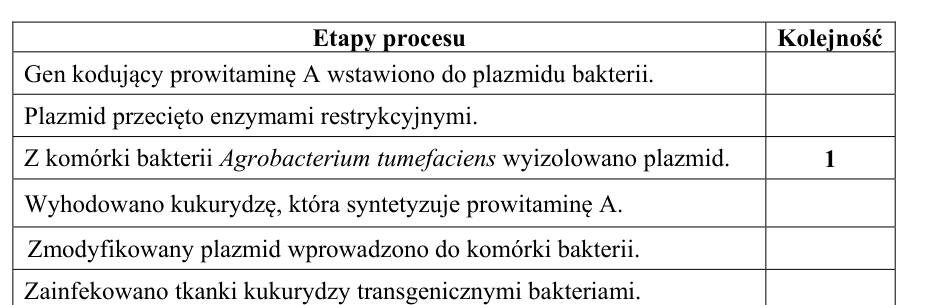 Etapy procesu Kolejność
Gen kodujący prowitaminę A wstawiono do plazmidu bakterii.
Plazmid przecięto enzymami restrykcyjnymi.
Z komórki bakterii Agrobacterium tumefaciens wyizolowano plazmid. 1
Wyhodowano kukurydzę, która syntetyzuje prowitaminę A.
Zmodyfikowany plazmid wprowadzono do komórki bakterii.
Zainfekowano tkanki kukurydzy transgenicznymi bakteriami.